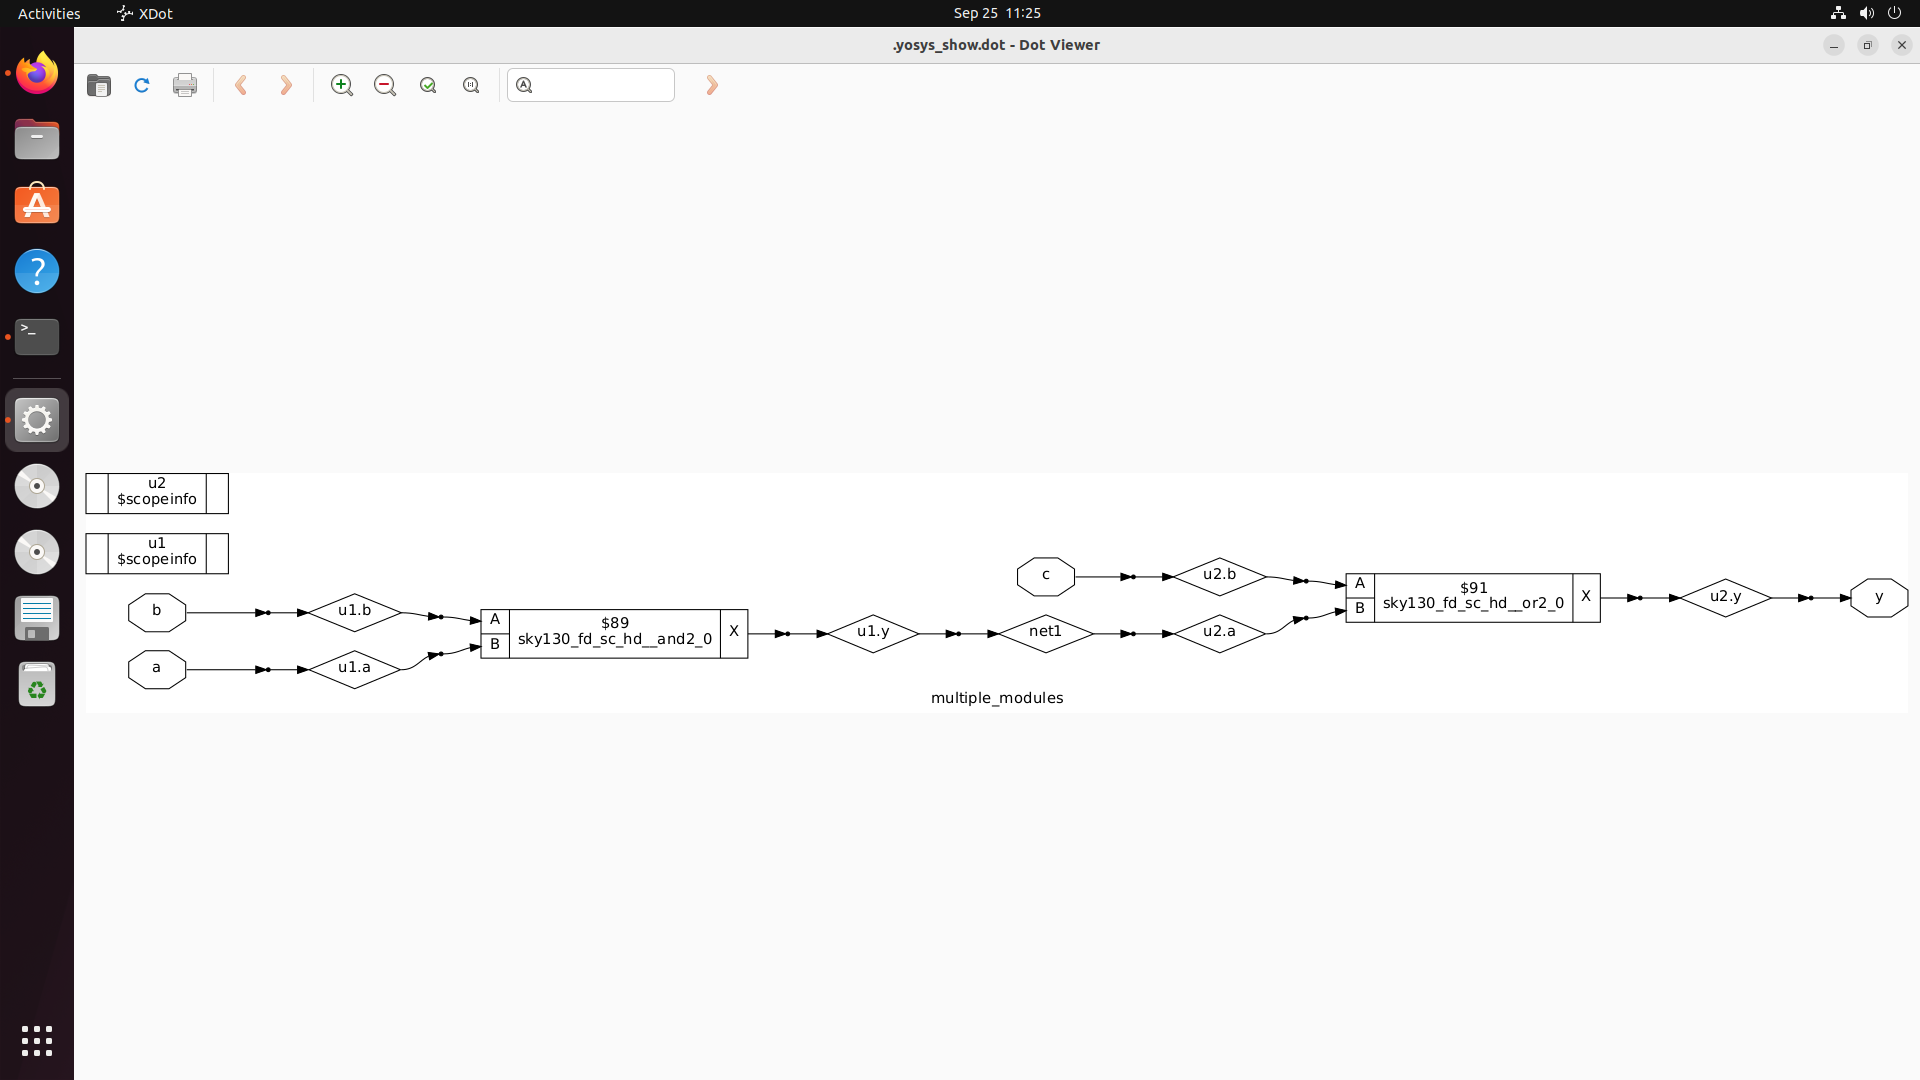 Activities
XDot
Sep 25 11:25
.yosys_show.dot - Dot Viewer
u2
$scopeinfo
u1
$scopeinfo
b
a
u1.b
u1.a
A
B
$89
sky130_fd_sc_hd__and2_0
X
u1.y
c
net1
u2.b
u2.a
A
B
$91
sky130_fd_sc_hd__or2_0
X
u2.y
y
multiple_modules